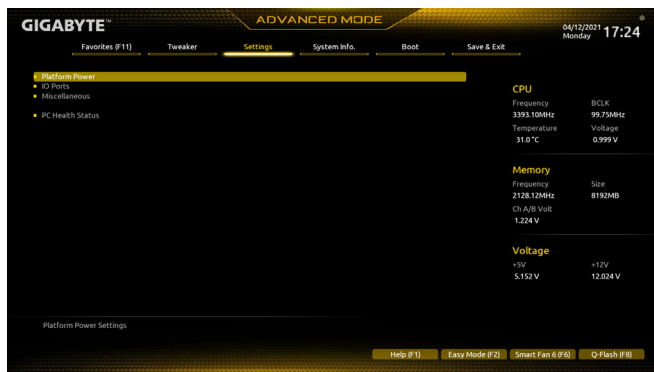 GIGABYTE™
ADVANCED MODE
04/12/2021 Monday 17:24
Favorites (F11) Tweaker Settings System Info. Boot Save & Exit
Platform Power
IO Ports
Miscellaneous
PC Health Status
CPU
Frequency BCLK
3393.10MHz 99.75MHz
Temperature Voltage
31.0 °C 0.999 V
Memory
Frequency Size
2128.12MHz 8192MB
Ch A/B Volt
1.224 V
Voltage
+5V +12V
5.152 V 12.024 V
Platform Power Settings
Help (F1) Easy Mode (F2) Smart Fan 6 (F6) Q-Flash (F8)